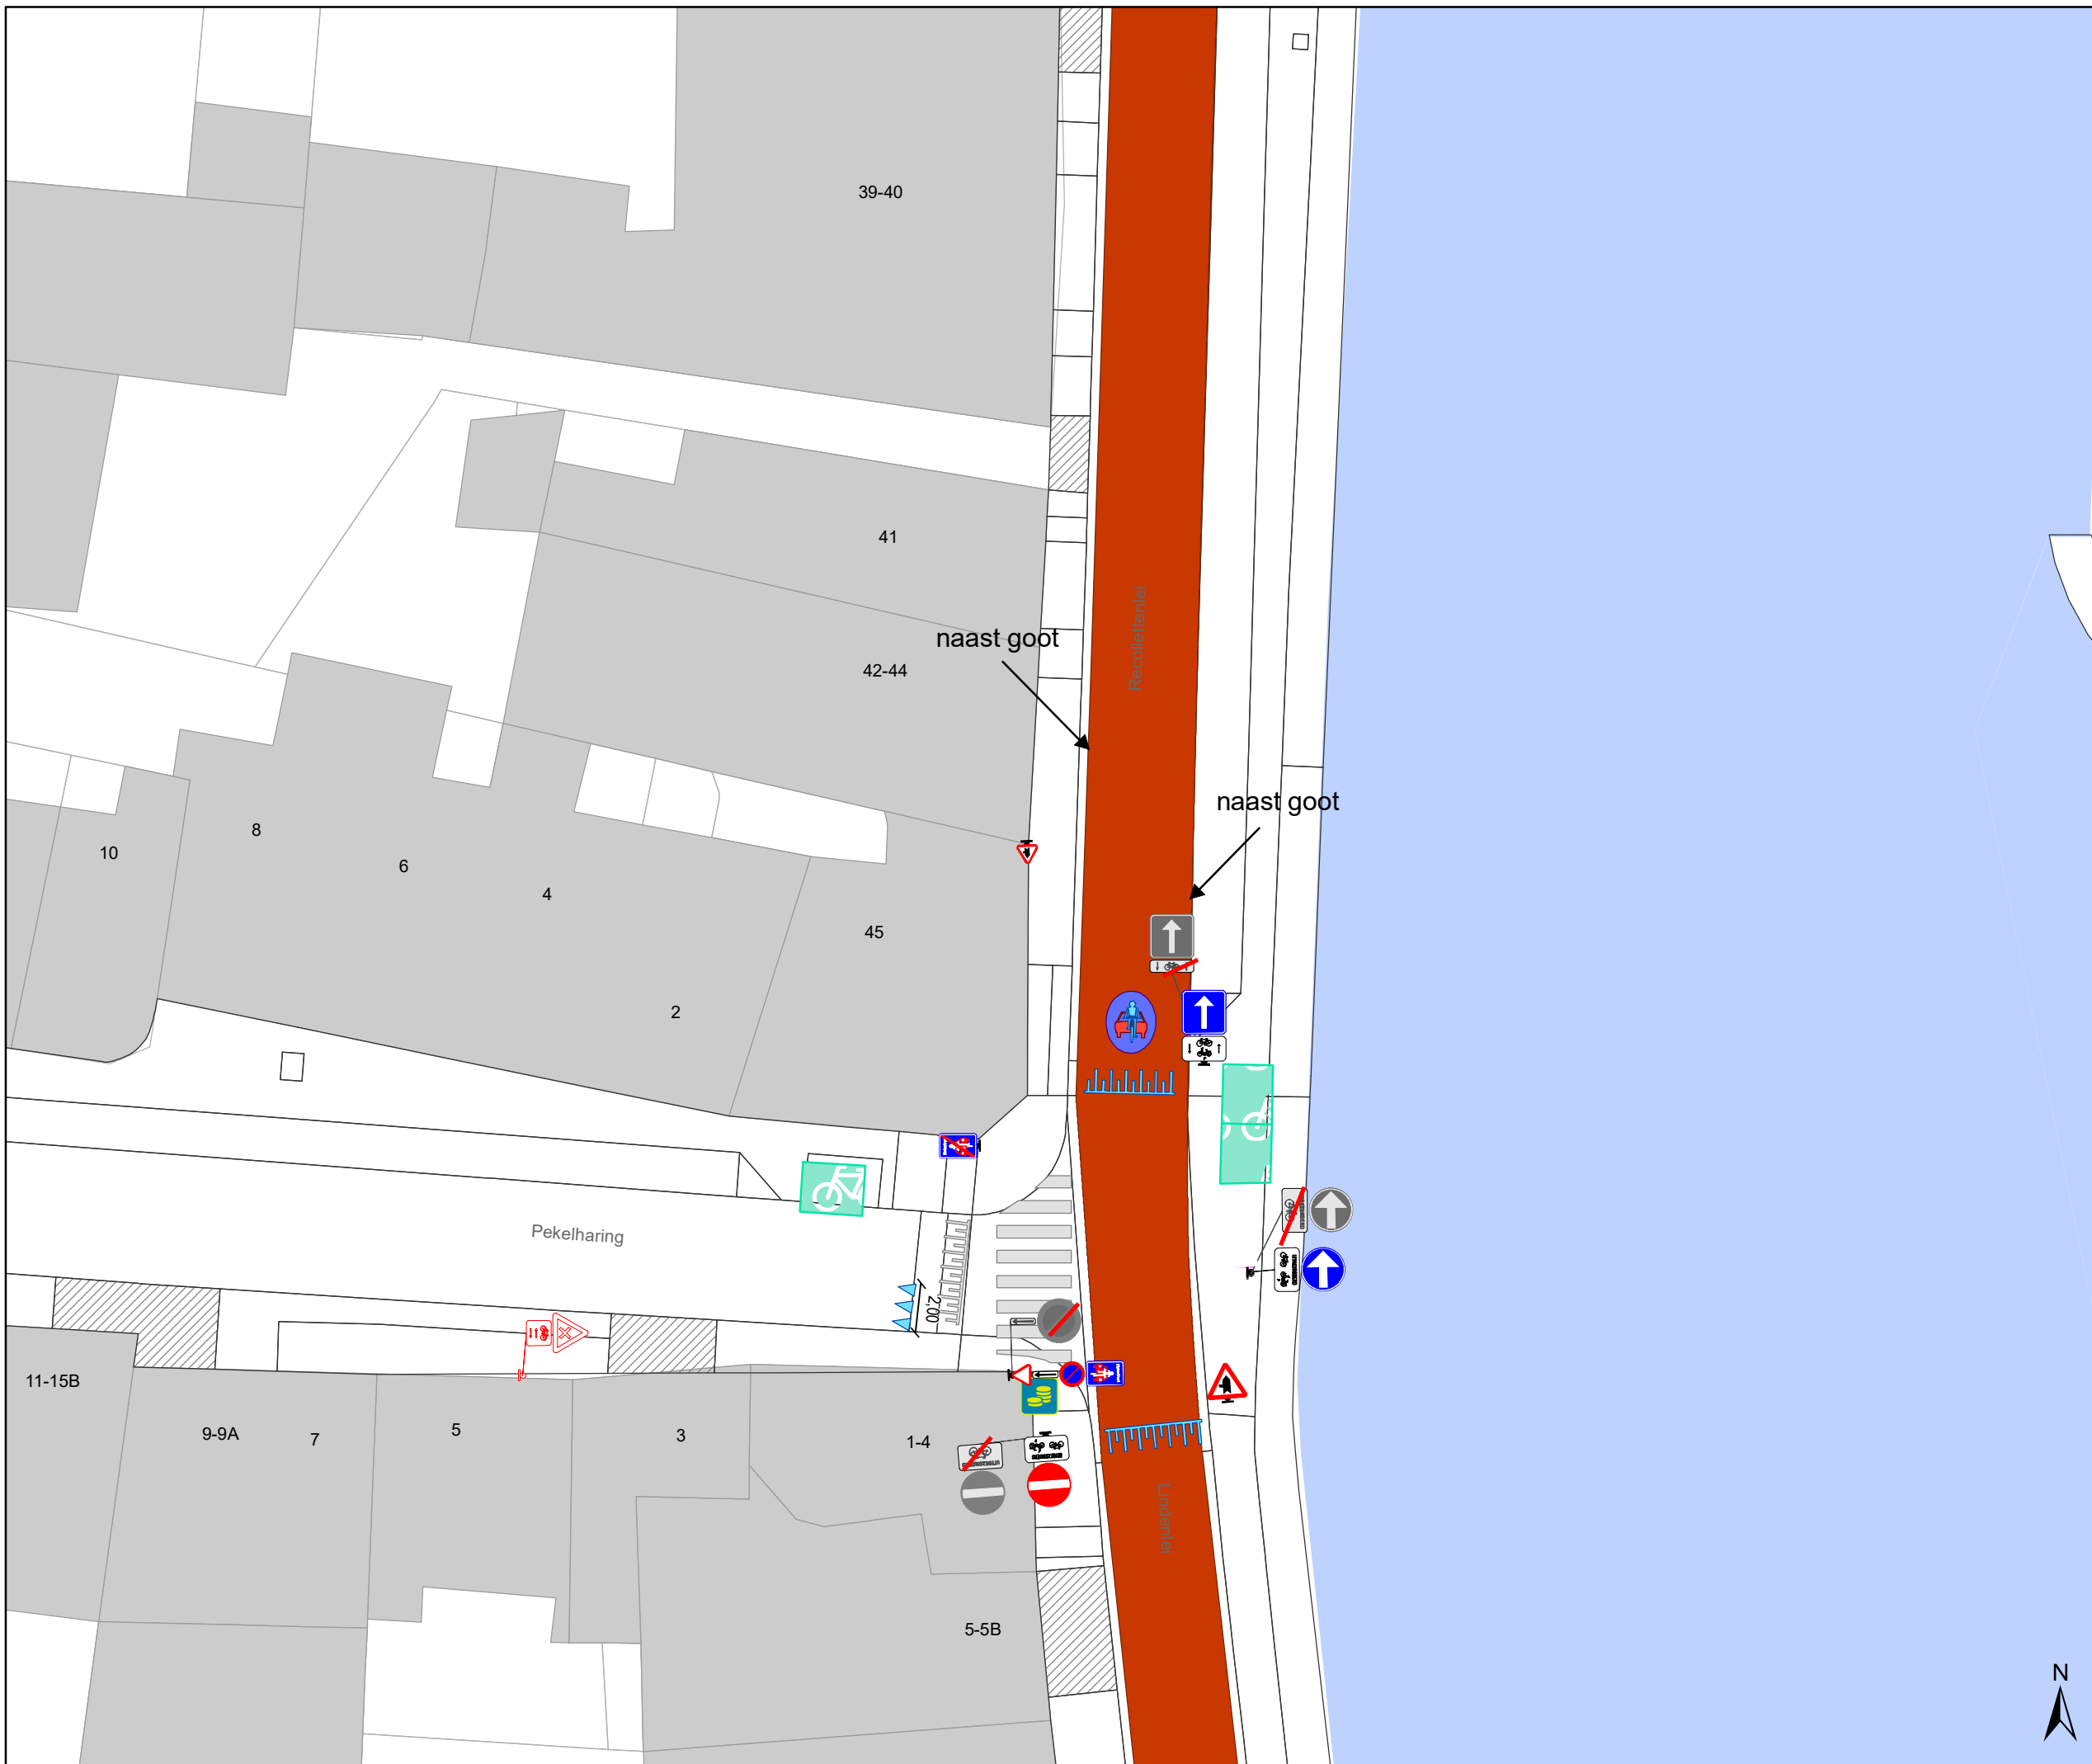 39-40
41
Recollettenlei
naast goot
42-44
naast goot
8
10
6
4
45
2
Pekelharing
2,00
11-15B
9-9A
7
5
3
1-4
Lindenlei
5-5B
N